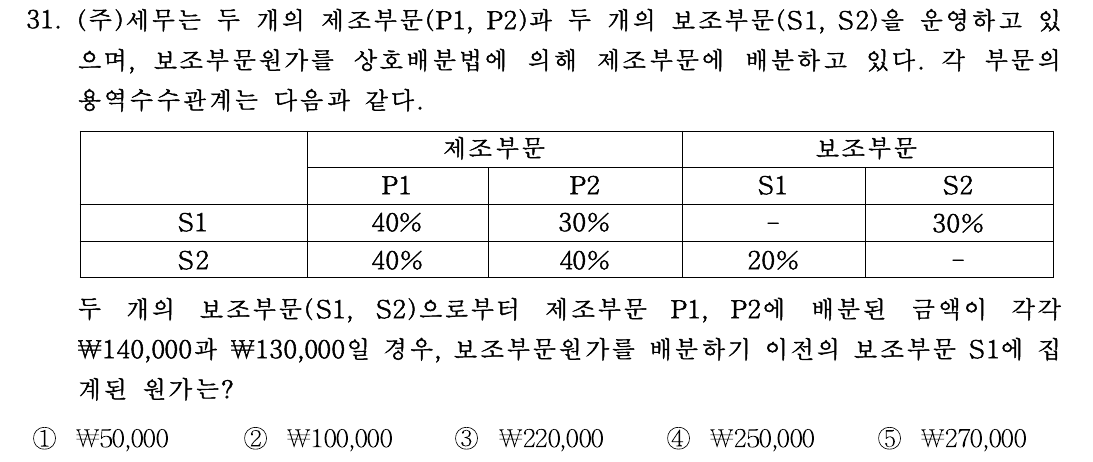 31. (주)세무는 두 개의 제조부문(P1, P2)과 두 개의 보조부문(S1, S2)을 운영하고 있
으며, 보조부문원가를 상호배분법에 의해 제조부문에 배분하고 있다. 각 부문의
용역수수관계는 다음과 같다.
제조부문 보조부문
P1 P2 S1 S2
S1 40% 30% - 30%
S2 40% 40% 20% -
두 개의 보조부문(S1, S2)으로부터 제조부문 P1, P2에 배분된 금액이 각각
₩140,000과 ₩130,000일 경우, 보조부문원가를 배분하기 이전의 보조부문 S1에 집
계된 원가는?
① ₩50,000 ② ₩100,000 ③ ₩220,000 ④ ₩250,000 ⑤ ₩270,000